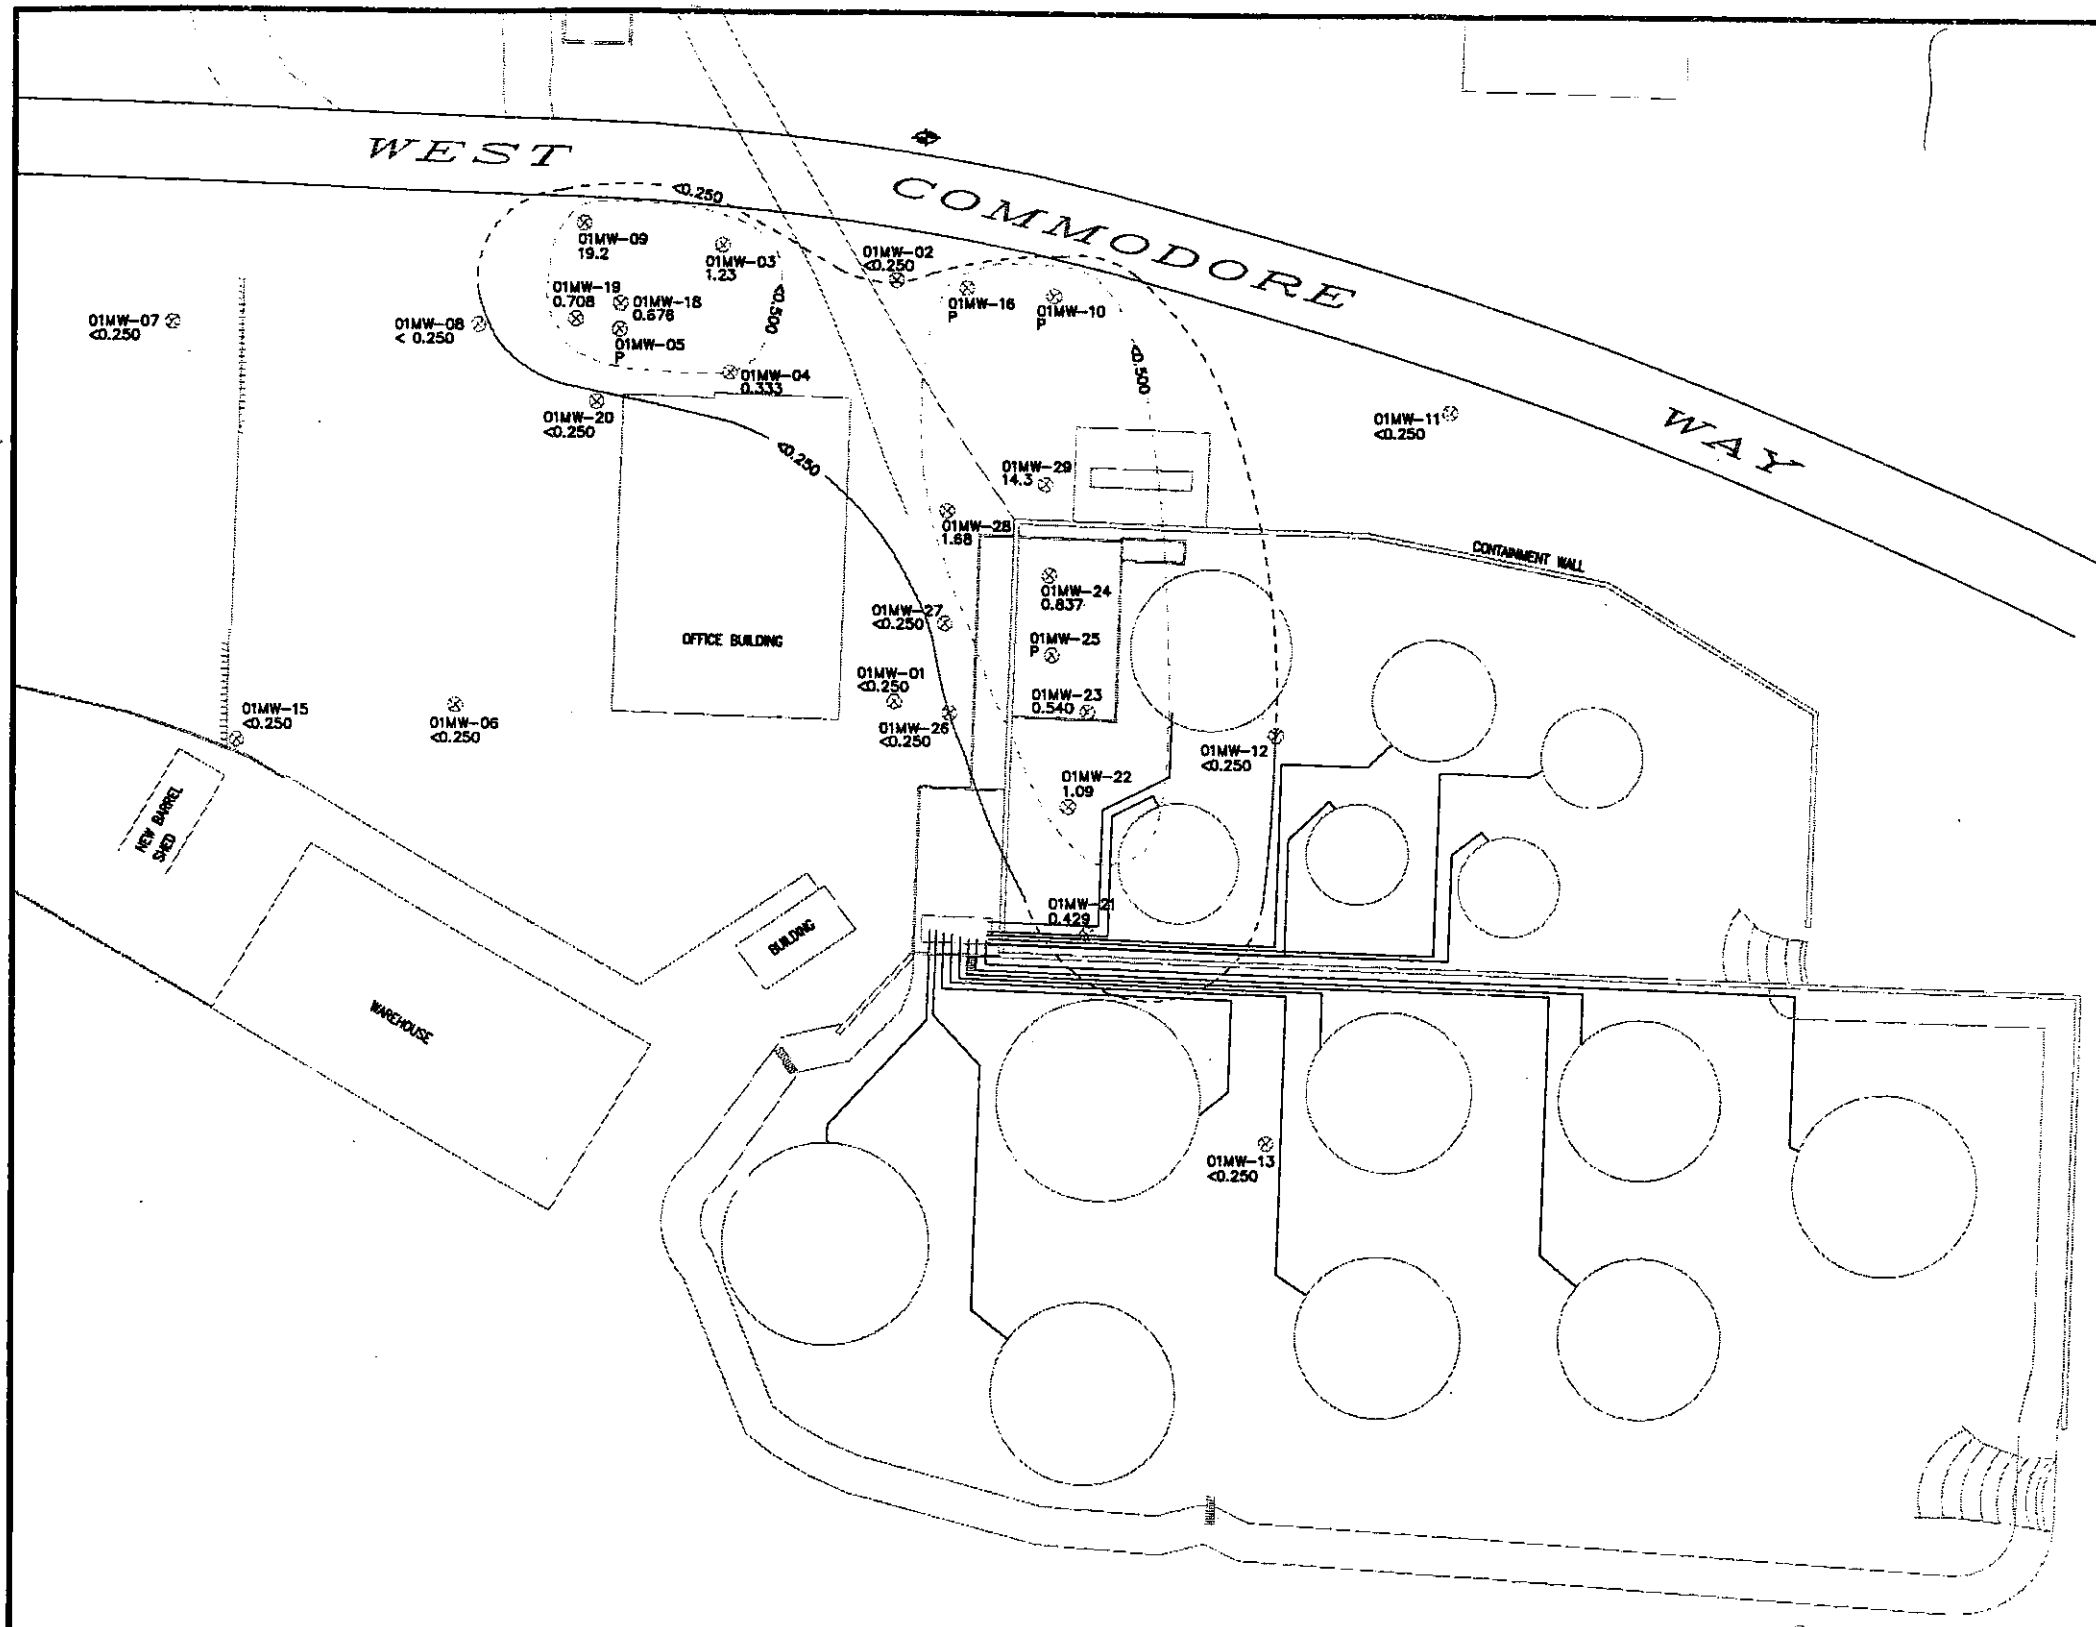 WEST
COMMODORE
WAY
<0.250
01MW-09
19.2
01MW-03
1.23
01MW-02
<0.250
01MW-19
0.708
01MW-18
0.678
01MW-16
P
01MW-10
P
01MW-07
<0.250
01MW-08
< 0.250
01MW-05
P
<0.500
<0.500
01MW-04
0.333
01MW-20
<0.250
01MW-11
<0.250
<0.250
01MW-29
14.3
01MW-28
1.68
CONTAINMENT WALL
01MW-24
0.837
01MW-27
<0.250
OFFICE BUILDING
01MW-25
P
01MW-01
<0.250
01MW-23
0.540
01MW-15
<0.250
01MW-06
<0.250
01MW-26
<0.250
01MW-12
<0.250
01MW-22
1.09
NEW BARREL
SHED
01MW-21
0.429
BUILDING
WAREHOUSE
01MW-13
<0.250